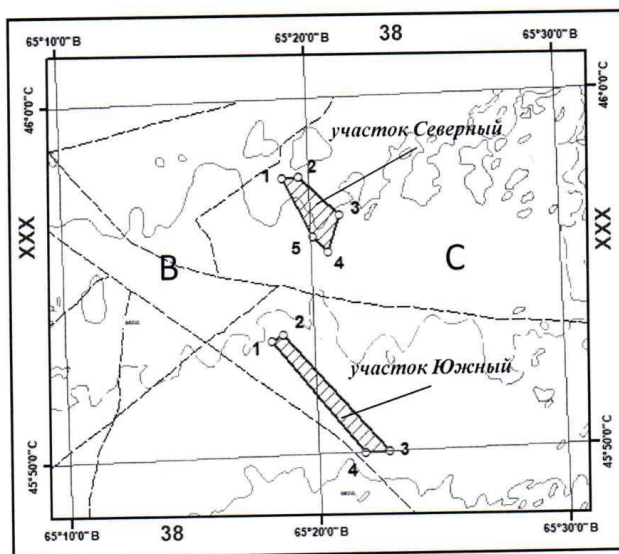 38
65°10'0"В 65°20'0"В 65°30'0"В
46°0'0"С 46°0'0"С
участок Северный
1 2
3
5 4
XXX XXX
В С
2
1
участок Южный
3
4
45°50'0"С 45°50'0"С
65°10'0"В 38 65°20'0"В 65°30'0"В